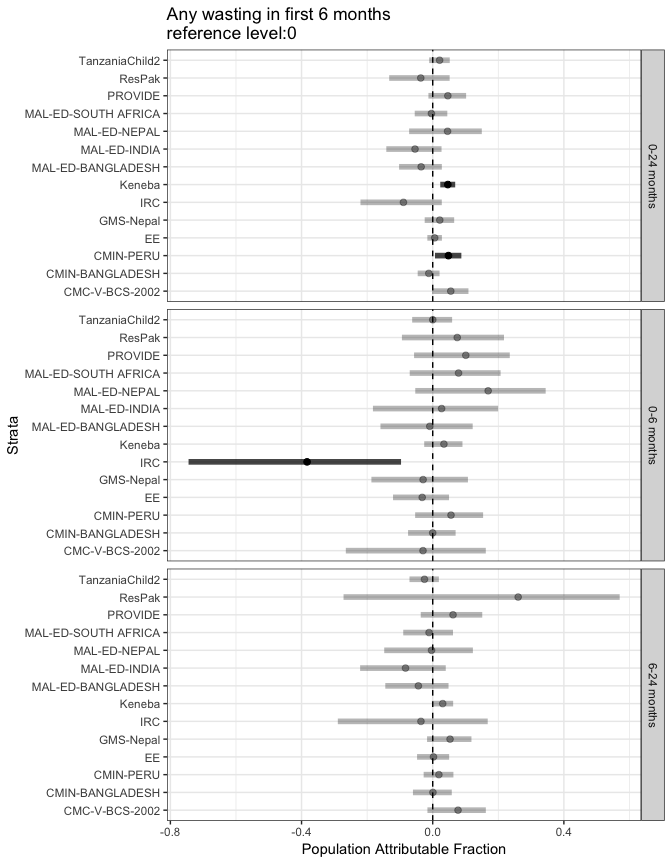 Any wasting in first 6 months
reference level:0
TanzaniaChild2
ResPak
PROVIDE
MAL-ED-SOUTH AFRICA
MAL-ED-NEPAL
MAL-ED-INDIA
MAL-ED-BANGLADESH
Keneba
IRC
GMS-Nepal
EE
CMIN-PERU
CMIN-BANGLADESH
CMC-V-BCS-2002
0-24 months
TanzaniaChild2
ResPak
PROVIDE
MAL-ED-SOUTH AFRICA
MAL-ED-NEPAL
MAL-ED-INDIA
MAL-ED-BANGLADESH
Keneba
IRC
GMS-Nepal
EE
CMIN-PERU
CMIN-BANGLADESH
CMC-V-BCS-2002
0-6 months
TanzaniaChild2
ResPak
PROVIDE
MAL-ED-SOUTH AFRICA
MAL-ED-NEPAL
MAL-ED-INDIA
MAL-ED-BANGLADESH
Keneba
IRC
GMS-Nepal
EE
CMIN-PERU
CMIN-BANGLADESH
CMC-V-BCS-2002
6-24 months
Strata
-0.8 -0.4 0.0 0.4
Population Attributable Fraction